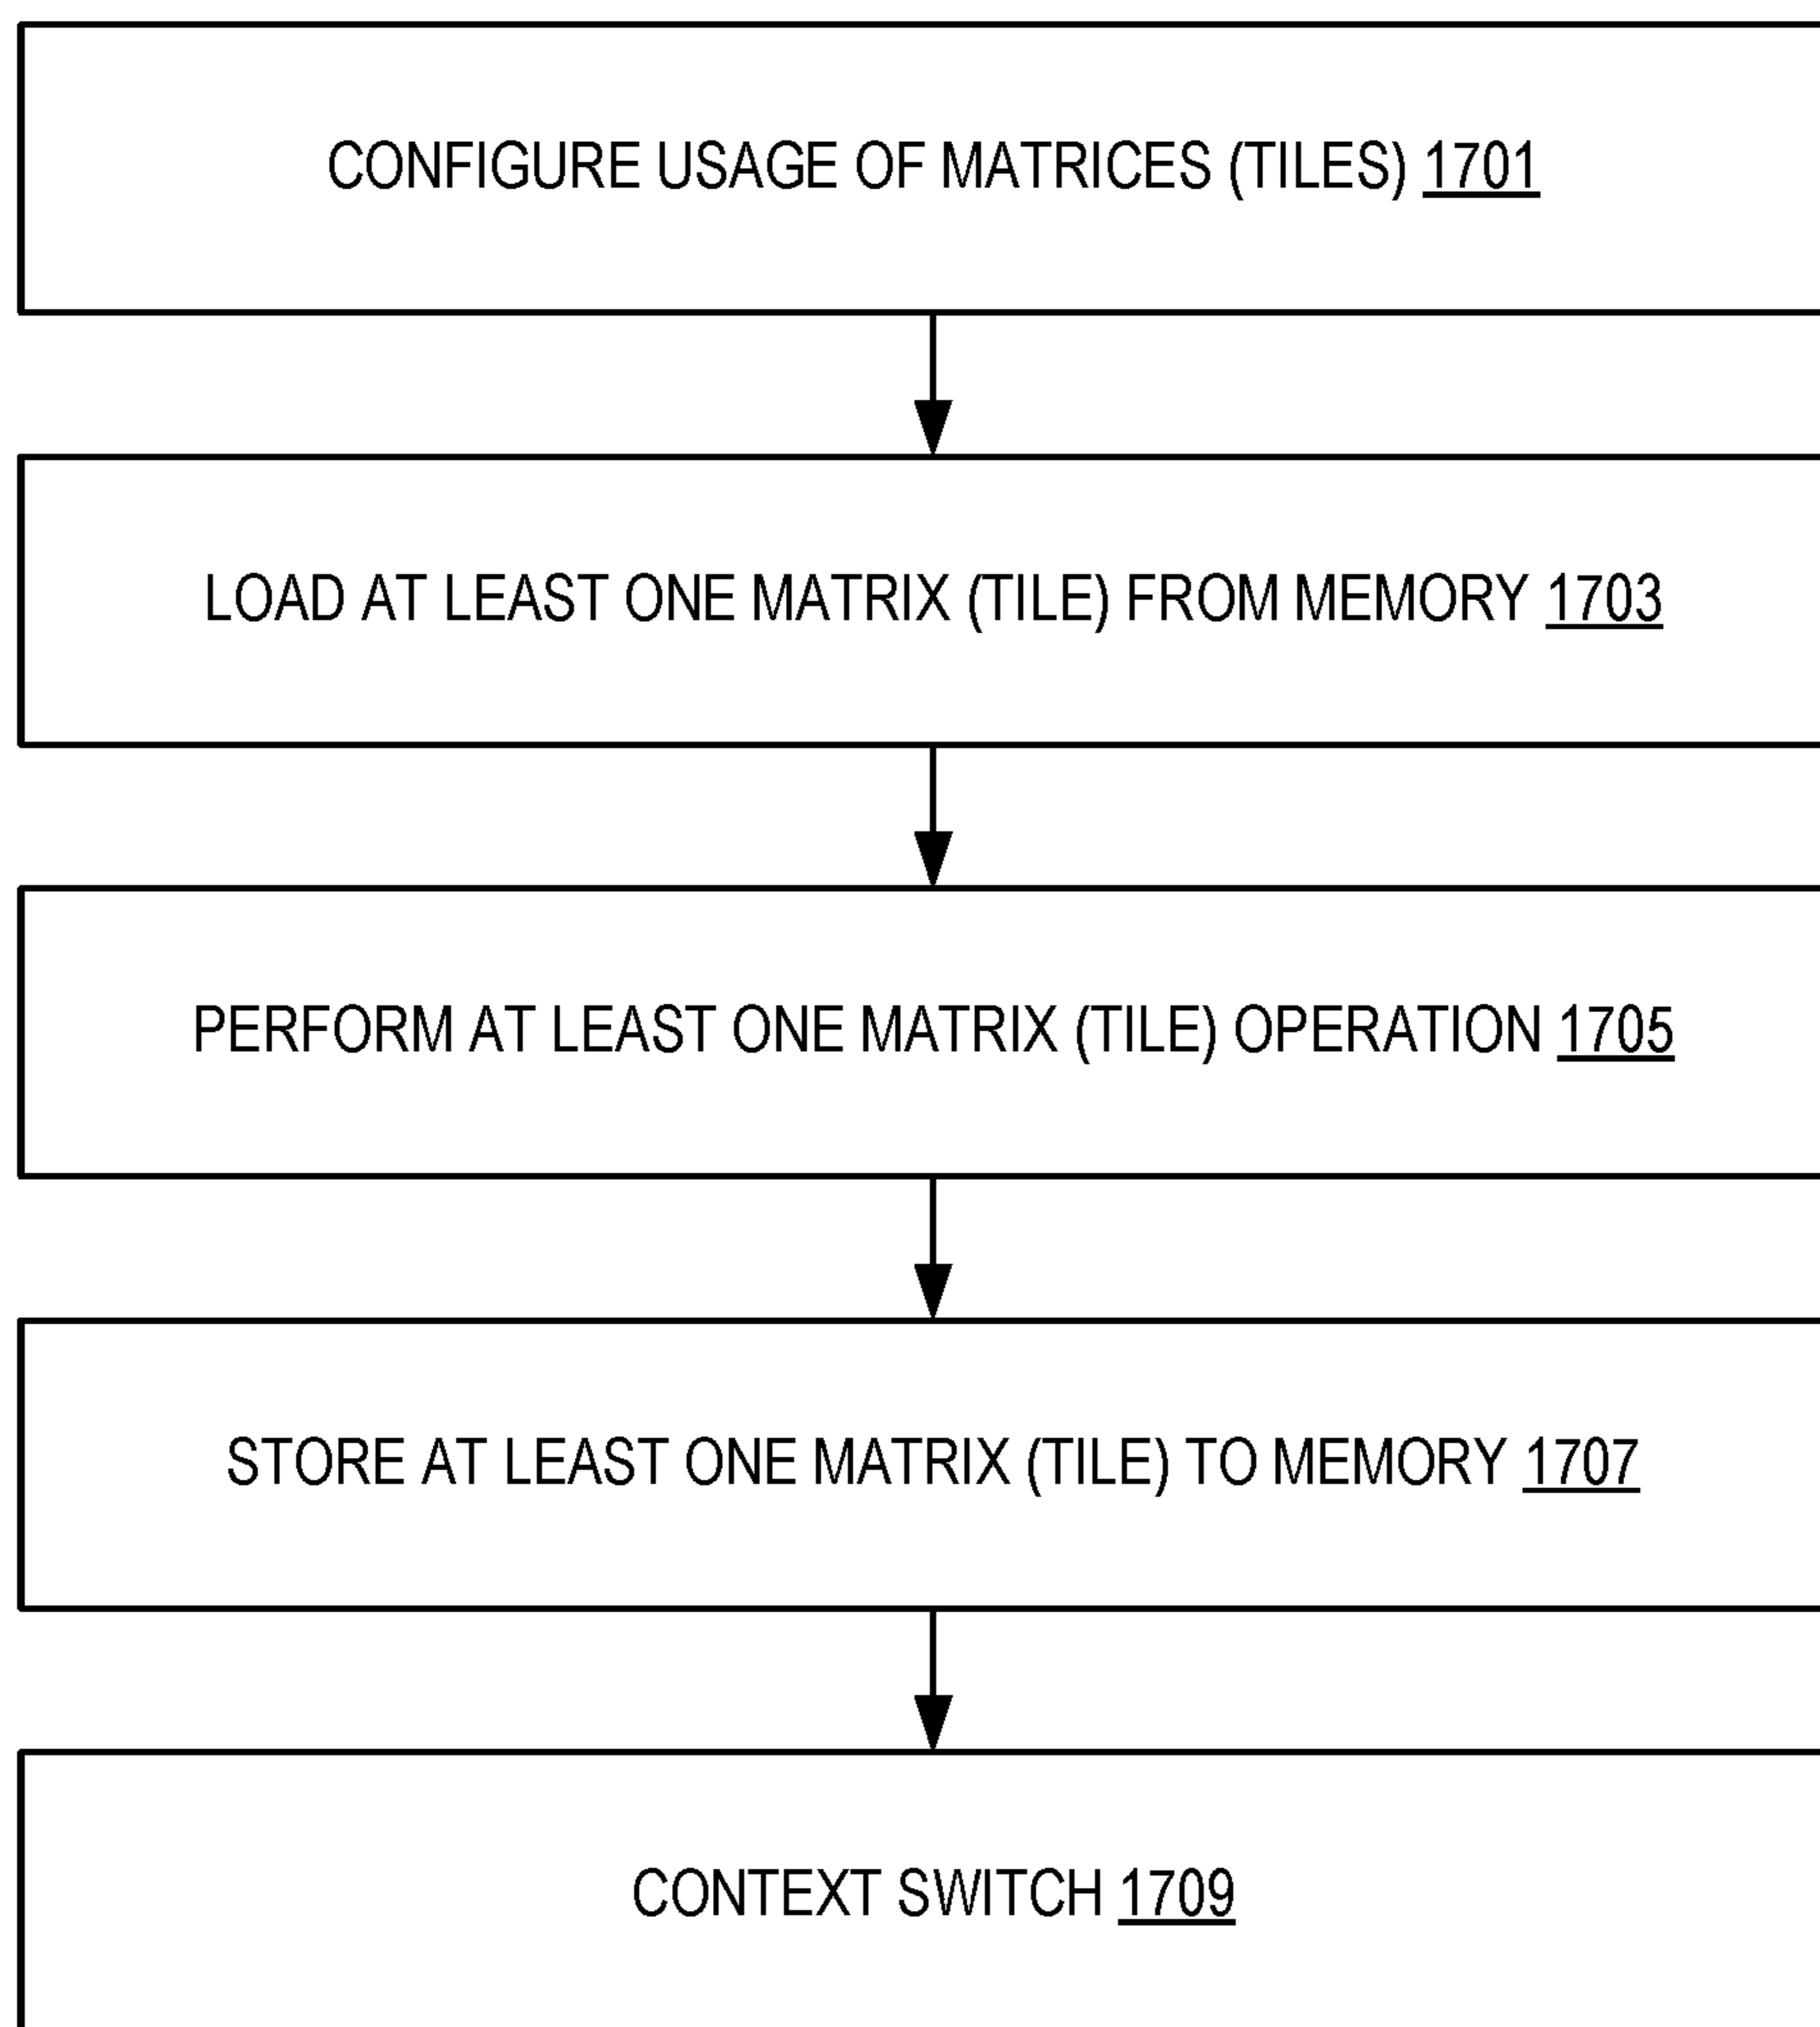 CONFIGURE USAGE OF MATRICES (TILES) 1701
LOAD AT LEAST ONE MATRIX (TILE) FROM MEMORY 1703
PERFORM AT LEAST ONE MATRIX (TILE) OPERATION 1705
STORE AT LEAST ONE MATRIX (TILE) TO MEMORY 1707
CONTEXT SWITCH 1709